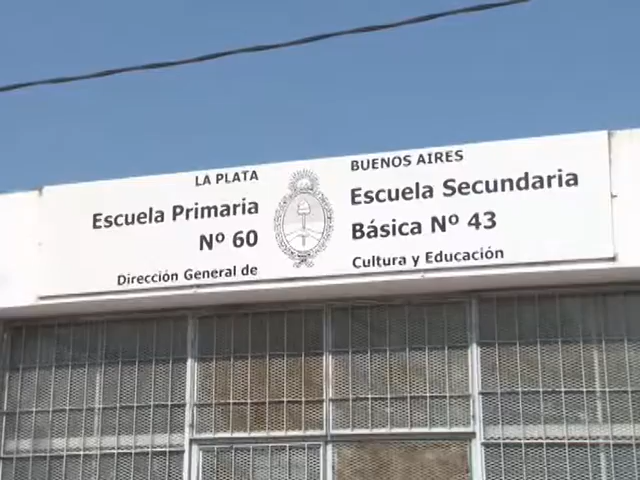 LA PLATA BUENOS AIRES
Escuela Primaria Escuela Secundaria
Nº 60 Básica Nº 43
Dirección General de Cultura y Educación